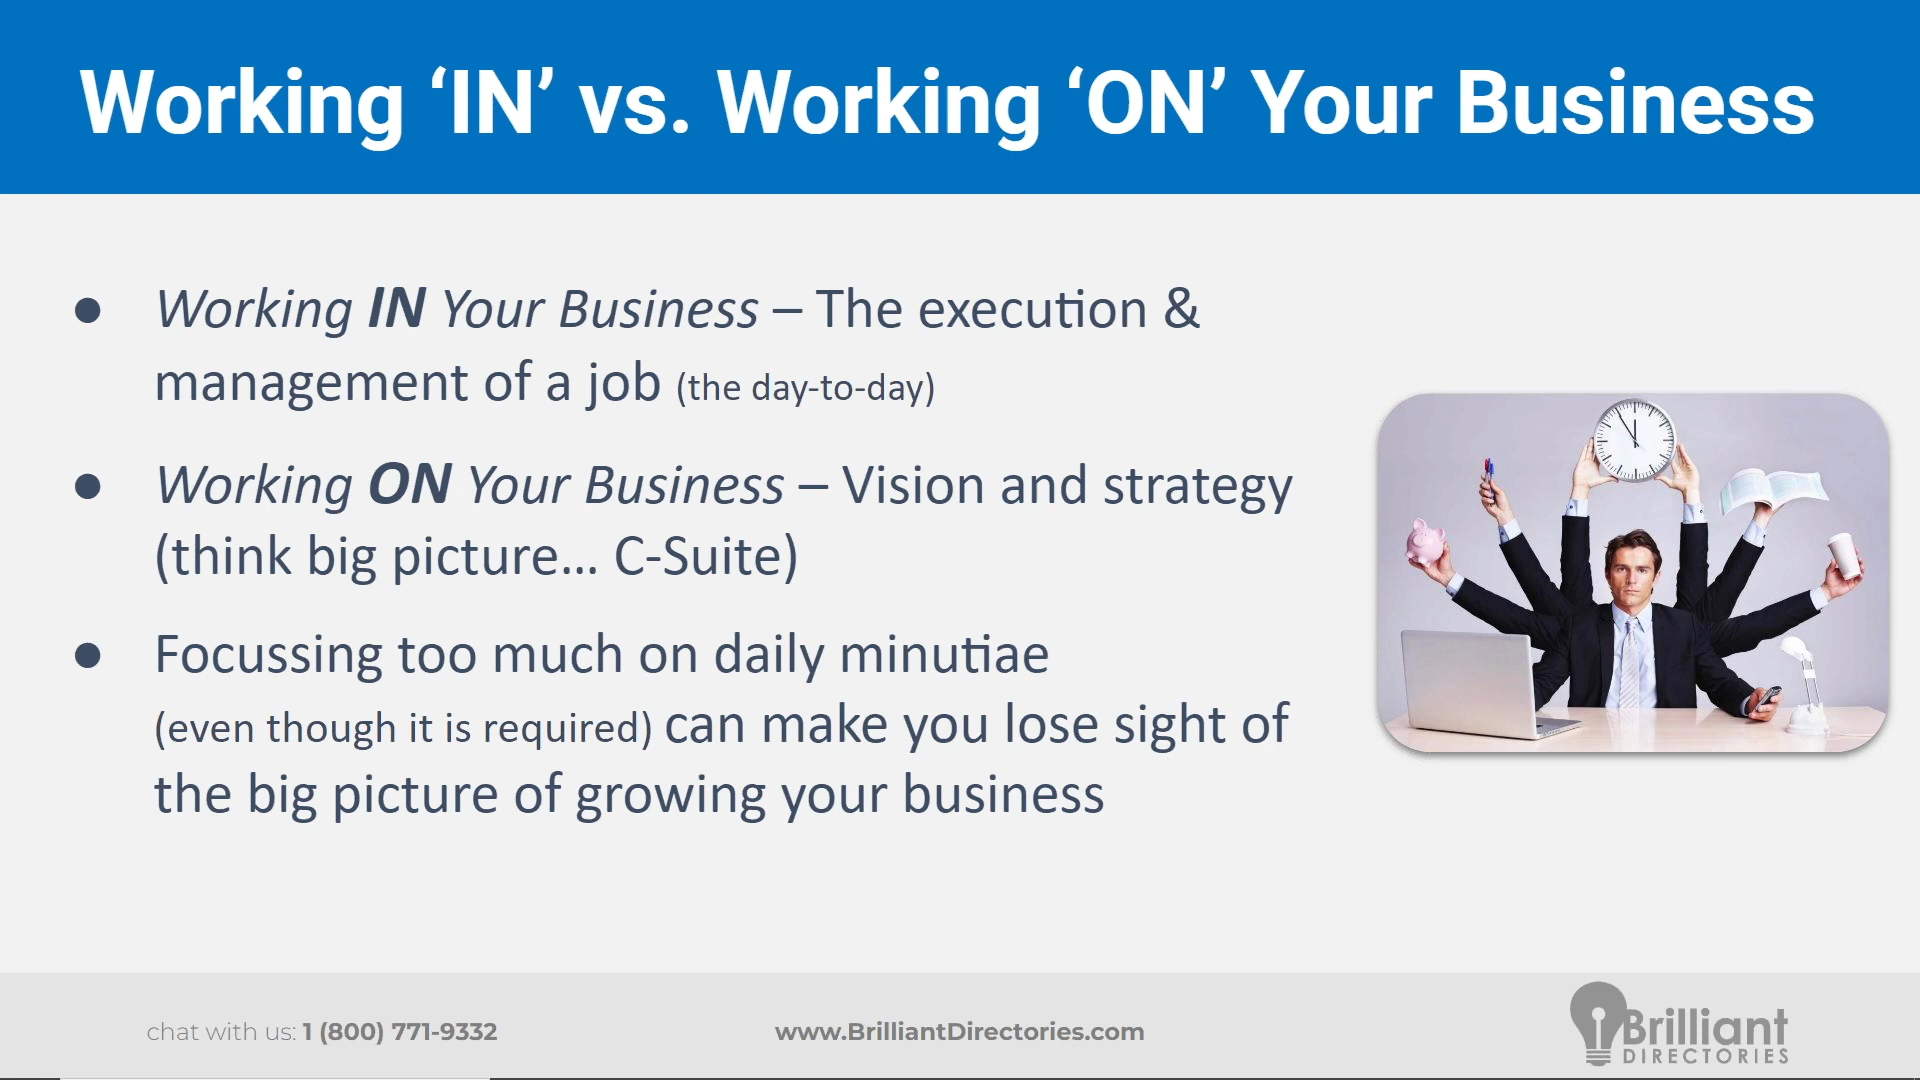 Working ‘IN’ vs. Working ‘ON’ Your Business
● Working IN Your Business – The execution &
management of a job (the day-to-day)
● Working ON Your Business – Vision and strategy
(think big picture... C-Suite)
● Focussing too much on daily minutiae
(even though it is required) can make you lose sight of
the big picture of growing your business
chat with us: 1 (800) 771-9332
www.BrilliantDirectories.com
Brilliant
DIRECTORIES